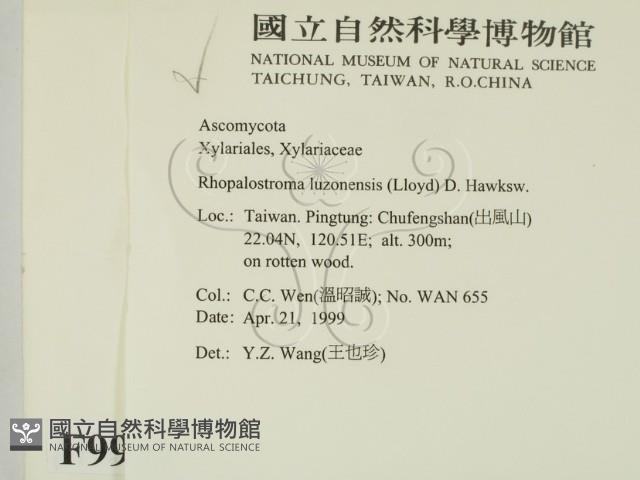 國立自然科學博物館
NATIONAL MUSEUM OF NATURAL SCIENCE
TAICHUNG, TAIWAN, R.O.CHINA
Ascomycota
Xylariales, Xylariaceae
Rhopalostroma luzonensis (Lloyd) D. Hawksw.
Loc.: Taiwan. Pingtung: Chufengshan(出風山)
22.04N, 120.51E; alt. 300m;
on rotten wood.
Col.: C.C. Wen(溫昭誠); No. WAN 655
Date: Apr. 21, 1999
Det.: Y.Z. Wang(王也珍)
國立自然科學博物館
NATIONAL MUSEUM OF NATURAL SCIENCE
F99